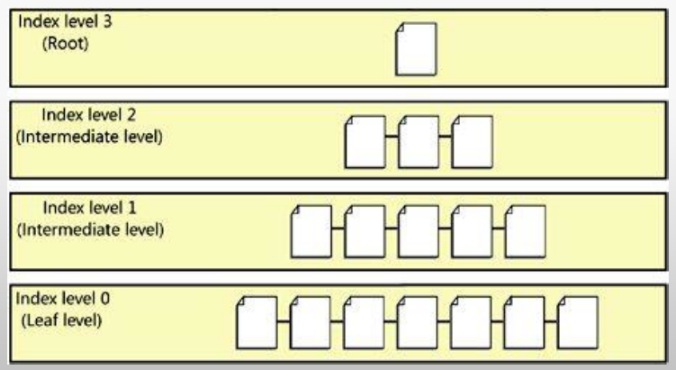 Index level 3
(Root)
Index level 2
(Intermediate level)
Index level 1
(Intermediate level)
Index level 0
(Leaf level)